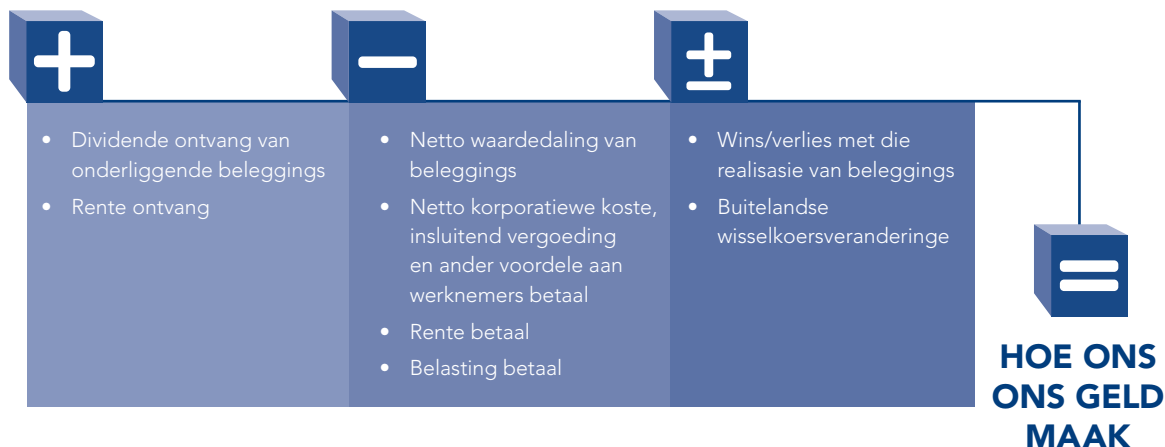 • Dividende ontvang van
onderliggende beleggings
• Rente ontvang
• Netto waardedaling van
beleggings
• Netto korporatiewe koste,
insluitend vergoeding
en ander voordele aan
werknemers betaal
• Rente betaal
• Belasting betaal
• Wins/verlies met die
realisasie van beleggings
• Buitelandse
wisselkoersveranderinge
HOE ONS
ONS GELD
MAAK